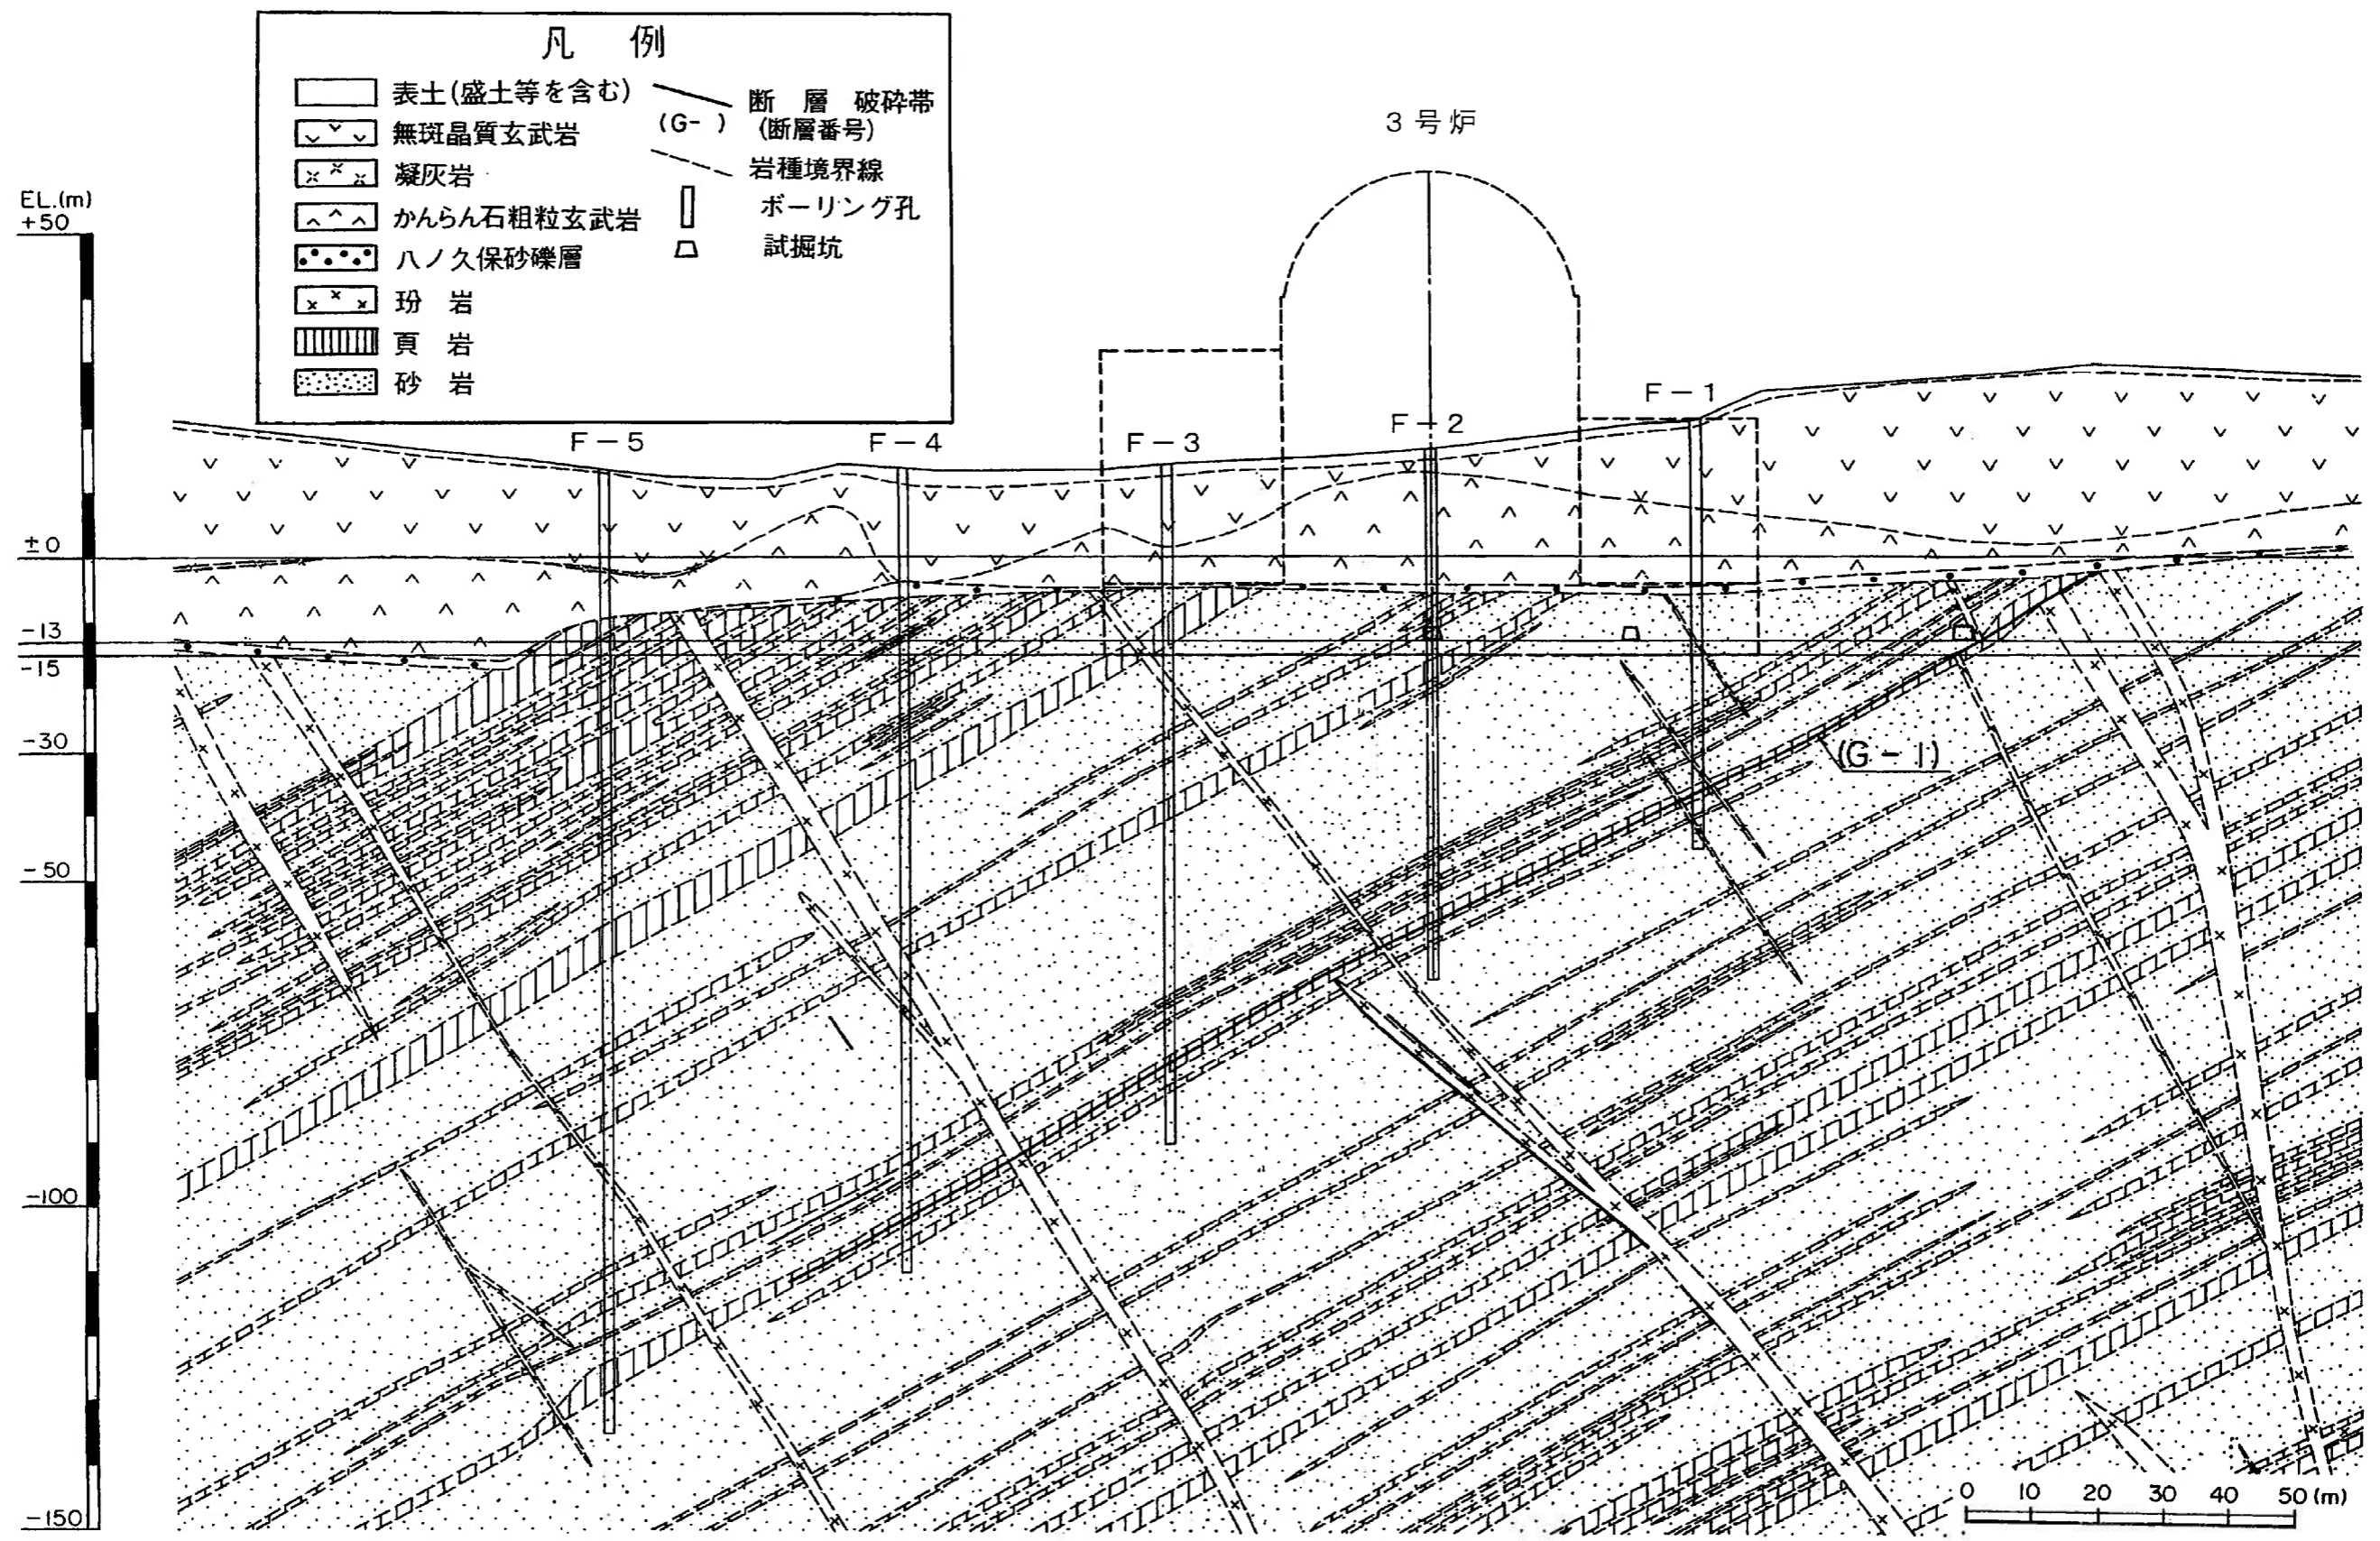 凡 例
表土(盛土等を含む)
無斑晶質玄武岩
凝灰岩
かんらん石粗粒玄武岩
八ノ久保砂礫層
玢 岩
頁 岩
砂 岩
断 層 破砕帯
(G- ) (断層番号)
岩種境界線
ボーリング孔
試掘坑
3号炉
EL.(m)
+50
±0
-13
-15
-30
-50
-100
-150
F-5
F-4
F-3
F-2
F-1
(G-1)
0 10 20 30 40 50 (m)